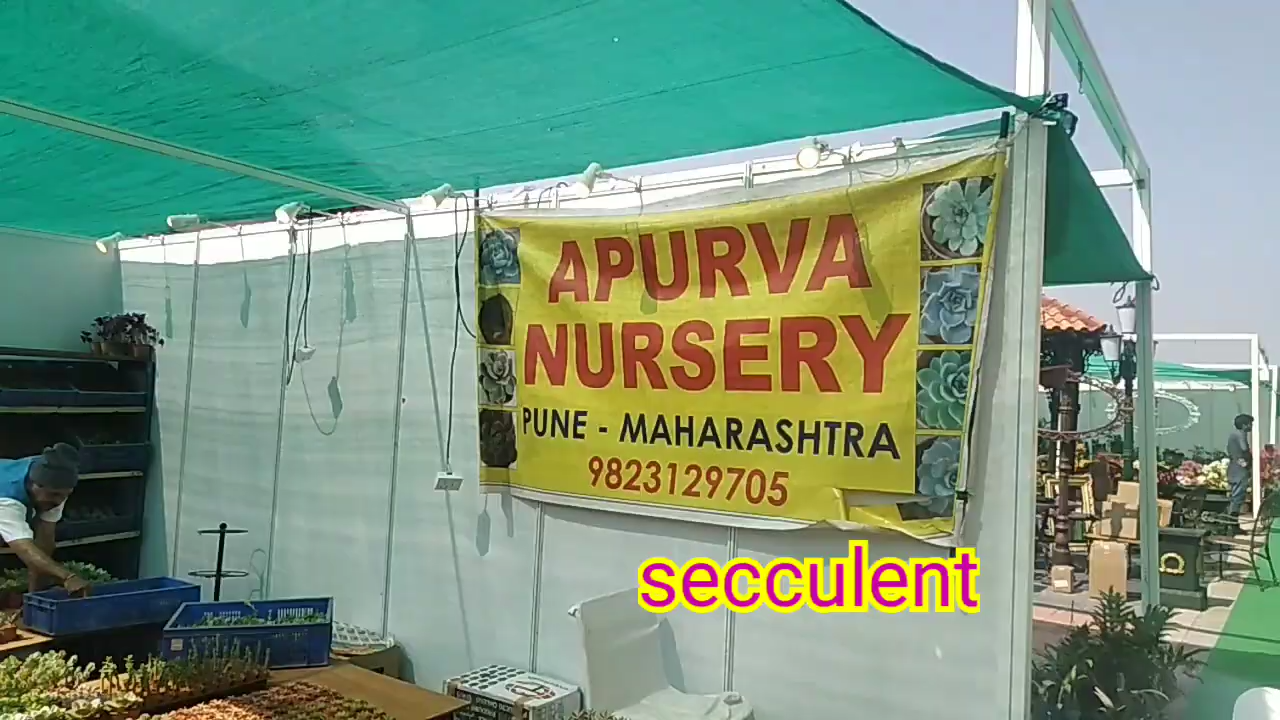 APURVA
NURSERY
PUNE - MAHARASHTRA
9823129705
secculent